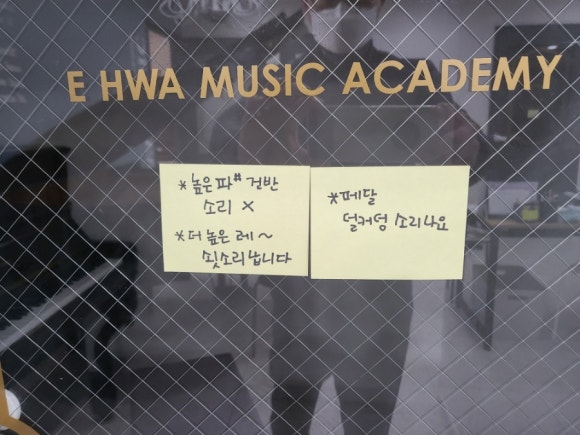 E HWA MUSIC ACADEMY
*높은 파# 건반
소리 X
*더 높은 레~
쇳소리 납니다
*페달
덜커덩 소리나요